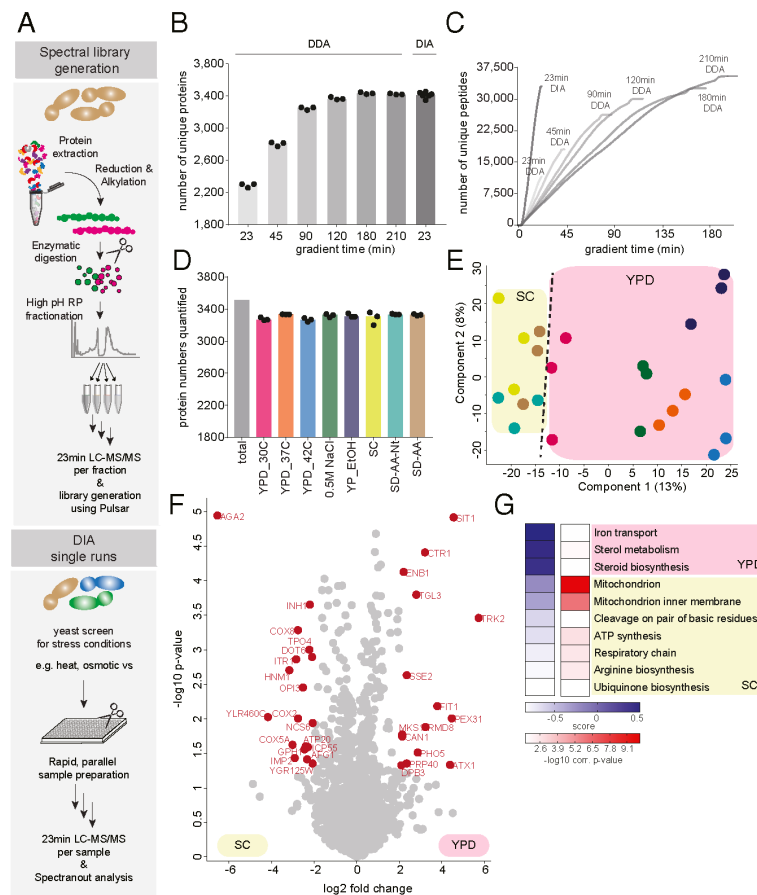 A
Spectral library
generation
Protein
extraction
Reduction &
Alkylation
Enzymatic
digestion
High pH RP
fractionation
23min LC-MS/MS
per fraction
&
library generation
using Pulsar
DIA
single runs
yeast screen
for stress conditions
e.g. heat, osmotic vs
Rapid, parallel
sample preparation
23min LC-MS/MS
per sample
&
Spectranout analysis
B
DDA
DIA
number of unique proteins
3,800
3,400
3,000
2,600
2,200
1,800
23 45 90 120 180 210 23
gradient time (min)
C
number of unique peptides
37,500
30,000
22,500
15,000
7,500
0
0 45 90 135 180
gradient time (min)
23min
DIA
23min
DDA
45min
DDA
90min
DDA
120min
DDA
210min
DDA
180min
DDA
D
protein numbers quantified
3800
3400
3000
2600
2200
1800
total
YPD_30C
YPD_37C
YPD_42C
0.5M NaCl
YP_EtOH
SC
SD-AA-Nt
SD-AA
E
SC
YPD
Component 2 (8%)
30
20
10
0
-10
-20
-20 -15 -10 -5 0 5 10 15 20 25
Component 1 (13%)
F
-log10 p-value
5
4.5
4
3.5
3
2.5
2
1.5
1
0.5
0
-6 -4 -2 0 2 4 6
log2 fold change
SC
YPD
AGA2
SIT1
CTR1
ENB1
TGL3
TRK2
INH1
COX8
TPO4
DOT6
ITR1
HNM1
OPI3
SSE2
FIT1
PEX31
YLR460C
COX2
NCS6
MKS1
RMD8
CAN1
COX5A
ATP20
ICP55
GPH1
AFG1
IMP2
YGR125W
PHO5
PRP40
DPB3
ATX1
G
Iron transport
Sterol metabolism
Steroid biosynthesis
YPD
Mitochondrion
Mitochondrion inner membrane
Cleavage on pair of basic residues
ATP synthesis
Respiratory chain
Arginine biosynthesis
Ubiquinone biosynthesis
SC
-0.5 0 0.5
score
2.6 3.9 5.2 6.5 7.8 9.1
-log10 corr. p-value